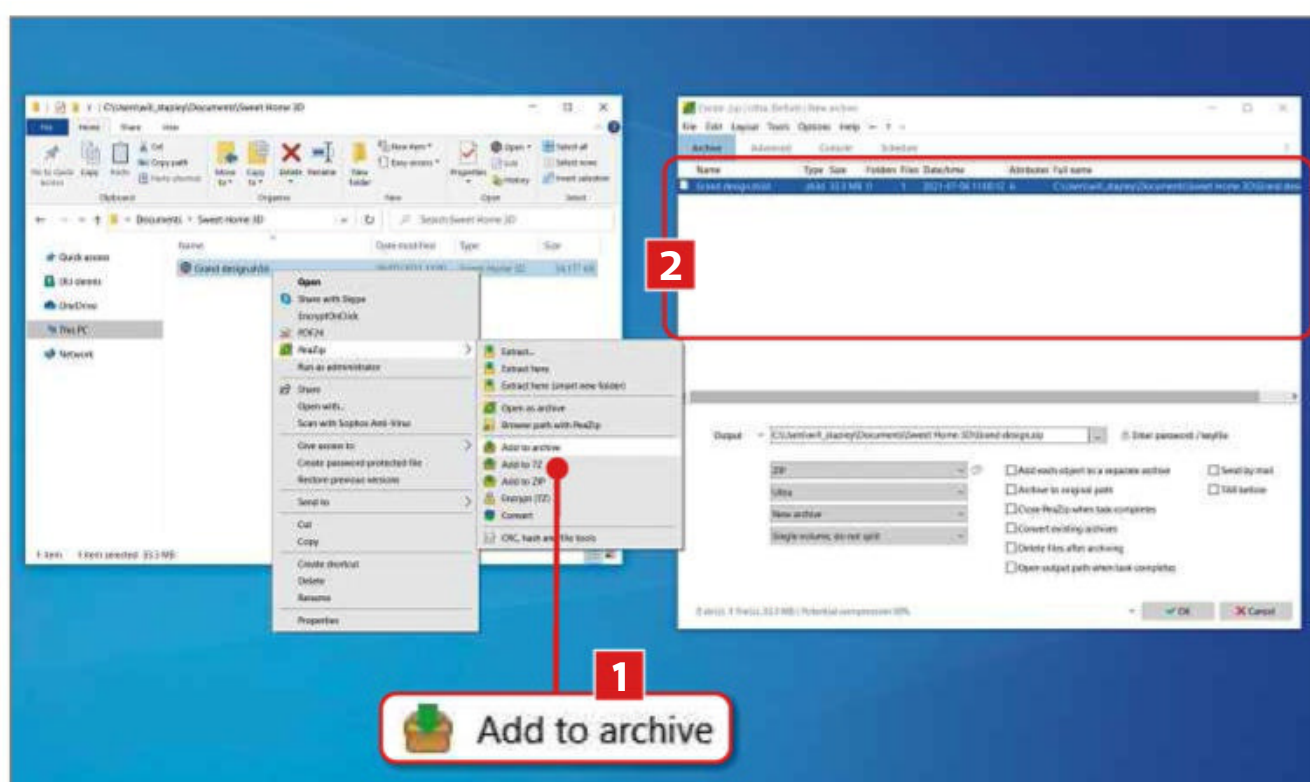 C:\Users\will_stapley\Documents\Sweet Home 3D
File Home Share View
Cut
Copy path
Paste shortcut
Copy Paste
Move to Copy to Delete Rename New folder
New item
Easy access
Properties
Open
Edit
History
Select all
Select none
Invert selection
Clipboard Organise New Open Select
Documents Sweet Home 3D
Search Sweet Home 3D
Name Date modified Type Size
Grand design.sh3d
Quick access
OneDrive
This PC
Network
1 item 1 item selected 33.3 MB
Open
Share with Skype
EncryptOnClick
PDF24
PeaZip
Run as administrator
Share
Open with...
Scan with Sophos Anti-Virus
Give access to
Create password protected file
Restore previous versions
Send to
Cut
Copy
Create shortcut
Delete
Rename
Properties
Extract...
Extract here
Extract here (smart new folder)
Open as archive
Browse path with PeaZip
Add to archive
Add to 7Z
Add to ZIP
Encrypt (7Z)
Convert
CRC, hash and file tools
1
Add to archive
File Edit Layout Tools Options Help
Archive Advanced Console Schedule
Name Type Size Folders Files Date/time Attributes Full name
2
Output C:\Users\will_stapley\Documents\Sweet Home 3D\Grand design.zip ... Enter password / keyfile
ZIP
Ultra
New archive
Single volume, do not split
Add each object to a separate archive
Archive to original path
Close PeaZip when task completes
Convert existing archives
Delete files after archiving
Open output path when task completes
Send by mail
TAR before
OK Cancel